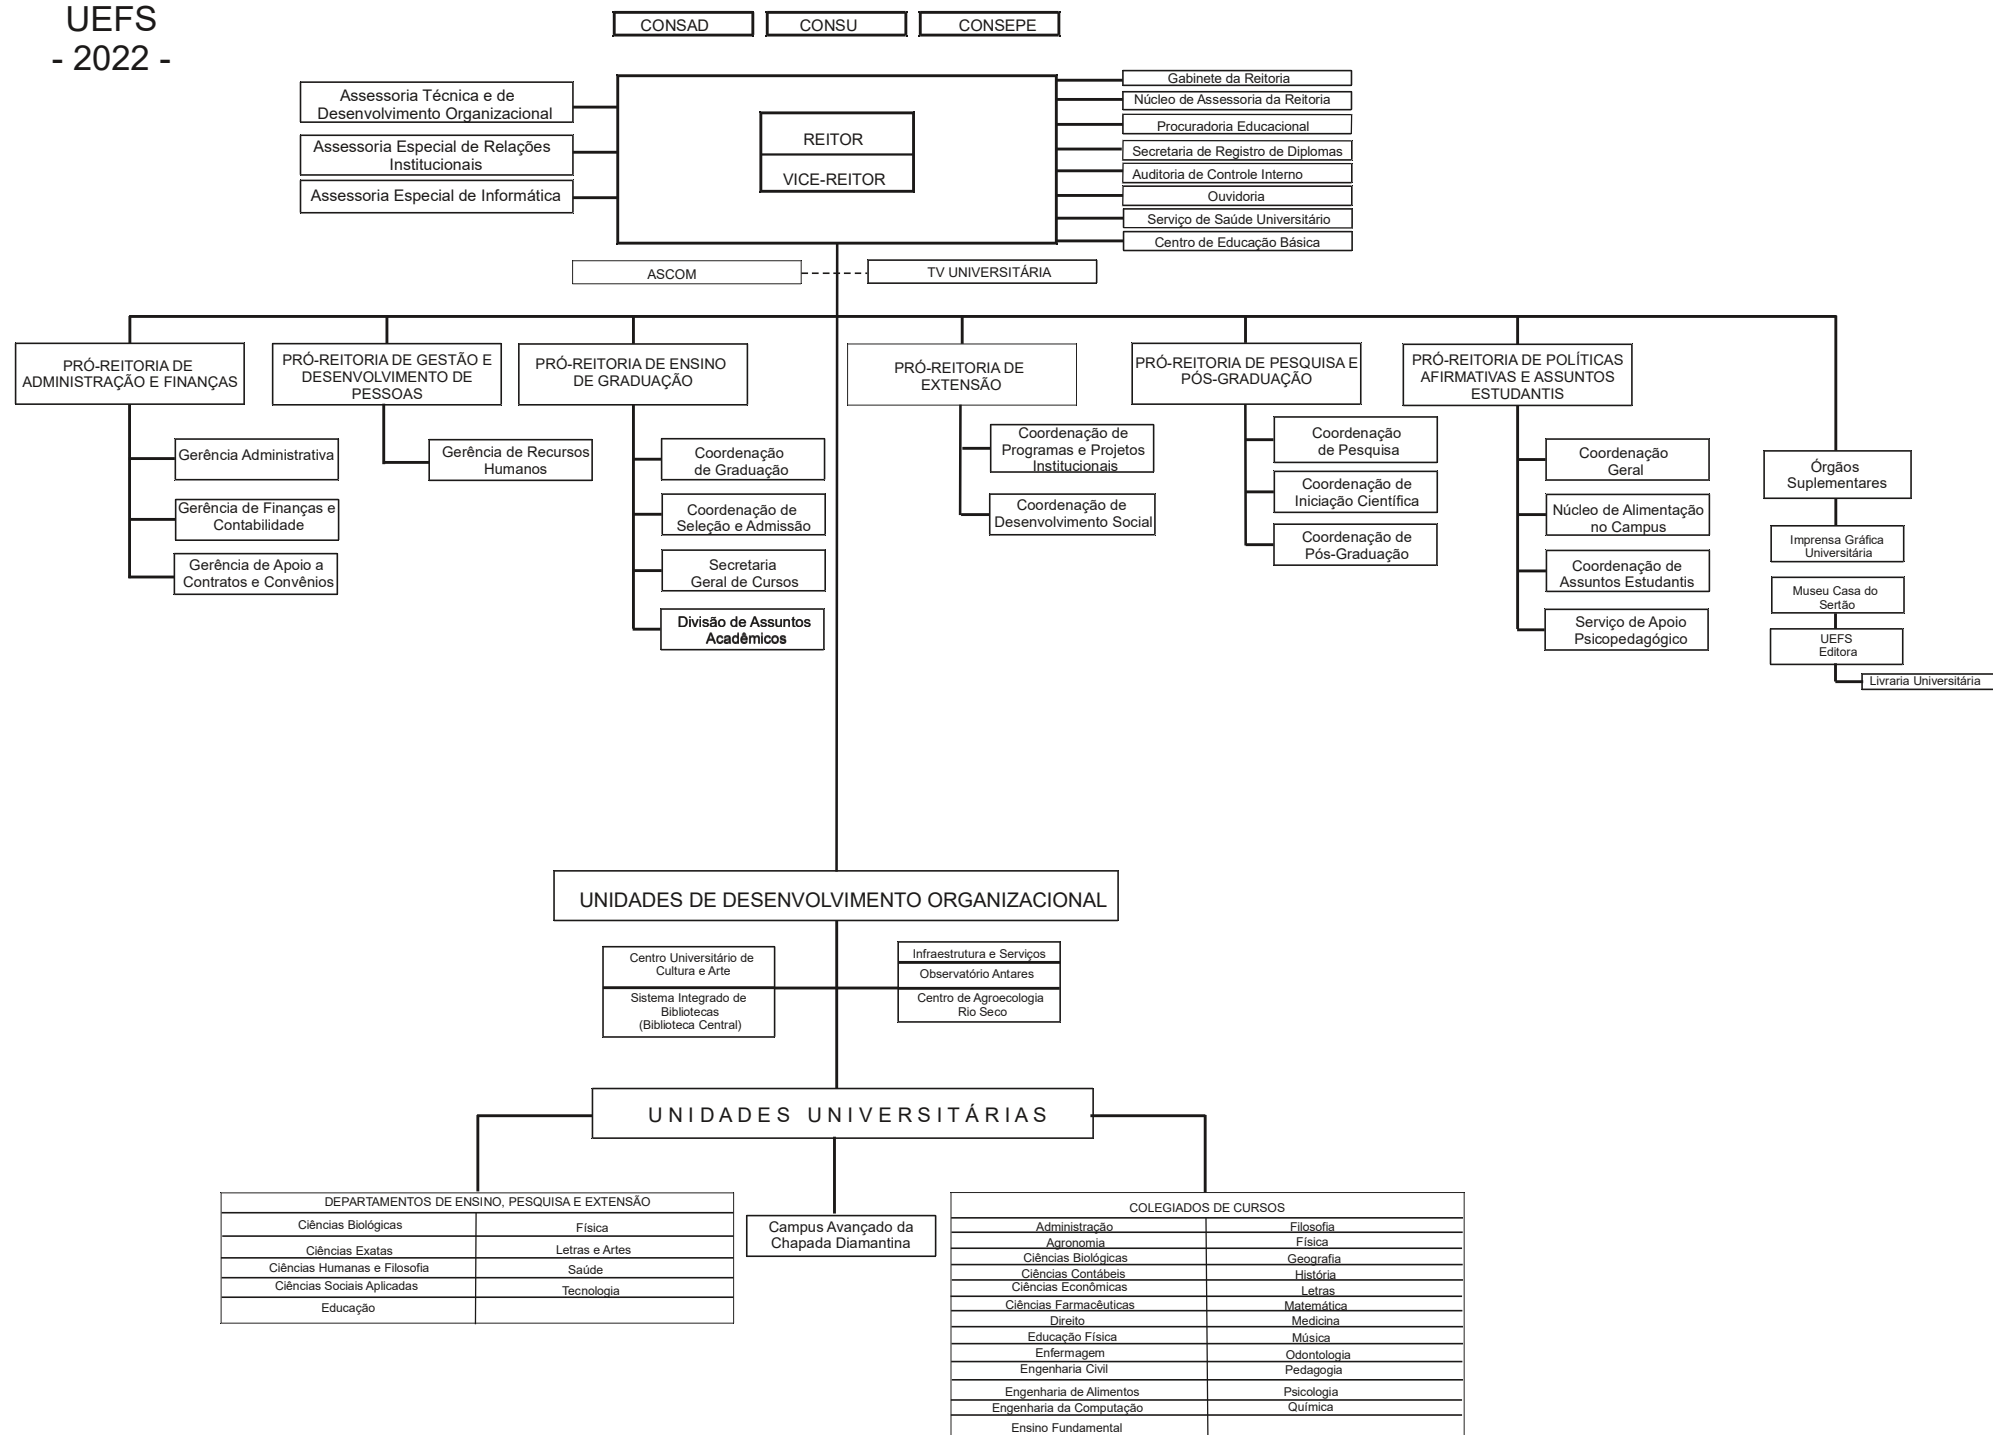 UEFS
- 2022 -
CONSAD
CONSU
CONSEPE
Assessoria Técnica e de
Desenvolvimento Organizacional
Assessoria Especial de Relações
Institucionais
Assessoria Especial de Informática
REITOR
VICE-REITOR
Gabinete da Reitoria
Núcleo de Assessoria da Reitoria
Procuradoria Educacional
Secretaria de Registro de Diplomas
Auditoria de Controle Interno
Ouvidoria
Serviço de Saúde Universitário
Centro de Educação Básica
ASCOM
TV UNIVERSITÁRIA
PRÓ-REITORIA DE
ADMINISTRAÇÃO E FINANÇAS
Gerência Administrativa
Gerência de Finanças e
Contabilidade
Gerência de Apoio a
Contratos e Convênios
PRÓ-REITORIA DE GESTÃO E
DESENVOLVIMENTO DE
PESSOAS
Gerência de Recursos
Humanos
PRÓ-REITORIA DE ENSINO
DE GRADUAÇÃO
Coordenação
de Graduação
Coordenação de
Seleção e Admissão
Secretaria
Geral de Cursos
Divisão de Assuntos
Acadêmicos
PRÓ-REITORIA DE
EXTENSÃO
Coordenação de
Programas e Projetos
Institucionais
Coordenação de
Desenvolvimento Social
PRÓ-REITORIA DE PESQUISA E
PÓS-GRADUAÇÃO
Coordenação
de Pesquisa
Coordenação de
Iniciação Científica
Coordenação de
Pós-Graduação
PRÓ-REITORIA DE POLÍTICAS
AFIRMATIVAS E ASSUNTOS
ESTUDANTIS
Coordenação
Geral
Núcleo de Alimentação
no Campus
Coordenação de
Assuntos Estudantis
Serviço de Apoio
Psicopedagógico
Órgãos
Suplementares
Imprensa Gráfica
Universitária
Museu Casa do
Sertão
UEFS
Editora
Livraria Universitária
UNIDADES DE DESENVOLVIMENTO ORGANIZACIONAL
Centro Universitário de
Cultura e Arte
Sistema Integrado de
Bibliotecas
(Biblioteca Central)
Infraestrutura e Serviços
Observatório Antares
Centro de Agroecologia
Rio Seco
UNIDADES UNIVERSITÁRIAS
DEPARTAMENTOS DE ENSINO, PESQUISA E EXTENSÃO
Ciências Biológicas
Física
Ciências Exatas
Letras e Artes
Ciências Humanas e Filosofia
Saúde
Ciências Sociais Aplicadas
Tecnologia
Educação
Campus Avançado da
Chapada Diamantina
COLEGIADOS DE CURSOS
Administração
Filosofia
Agronomia
Física
Ciências Biológicas
Geografia
Ciências Contábeis
História
Ciências Econômicas
Letras
Ciências Farmacêuticas
Matemática
Direito
Medicina
Educação Física
Música
Enfermagem
Odontologia
Engenharia Civil
Pedagogia
Engenharia de Alimentos
Psicologia
Engenharia da Computação
Química
Ensino Fundamental